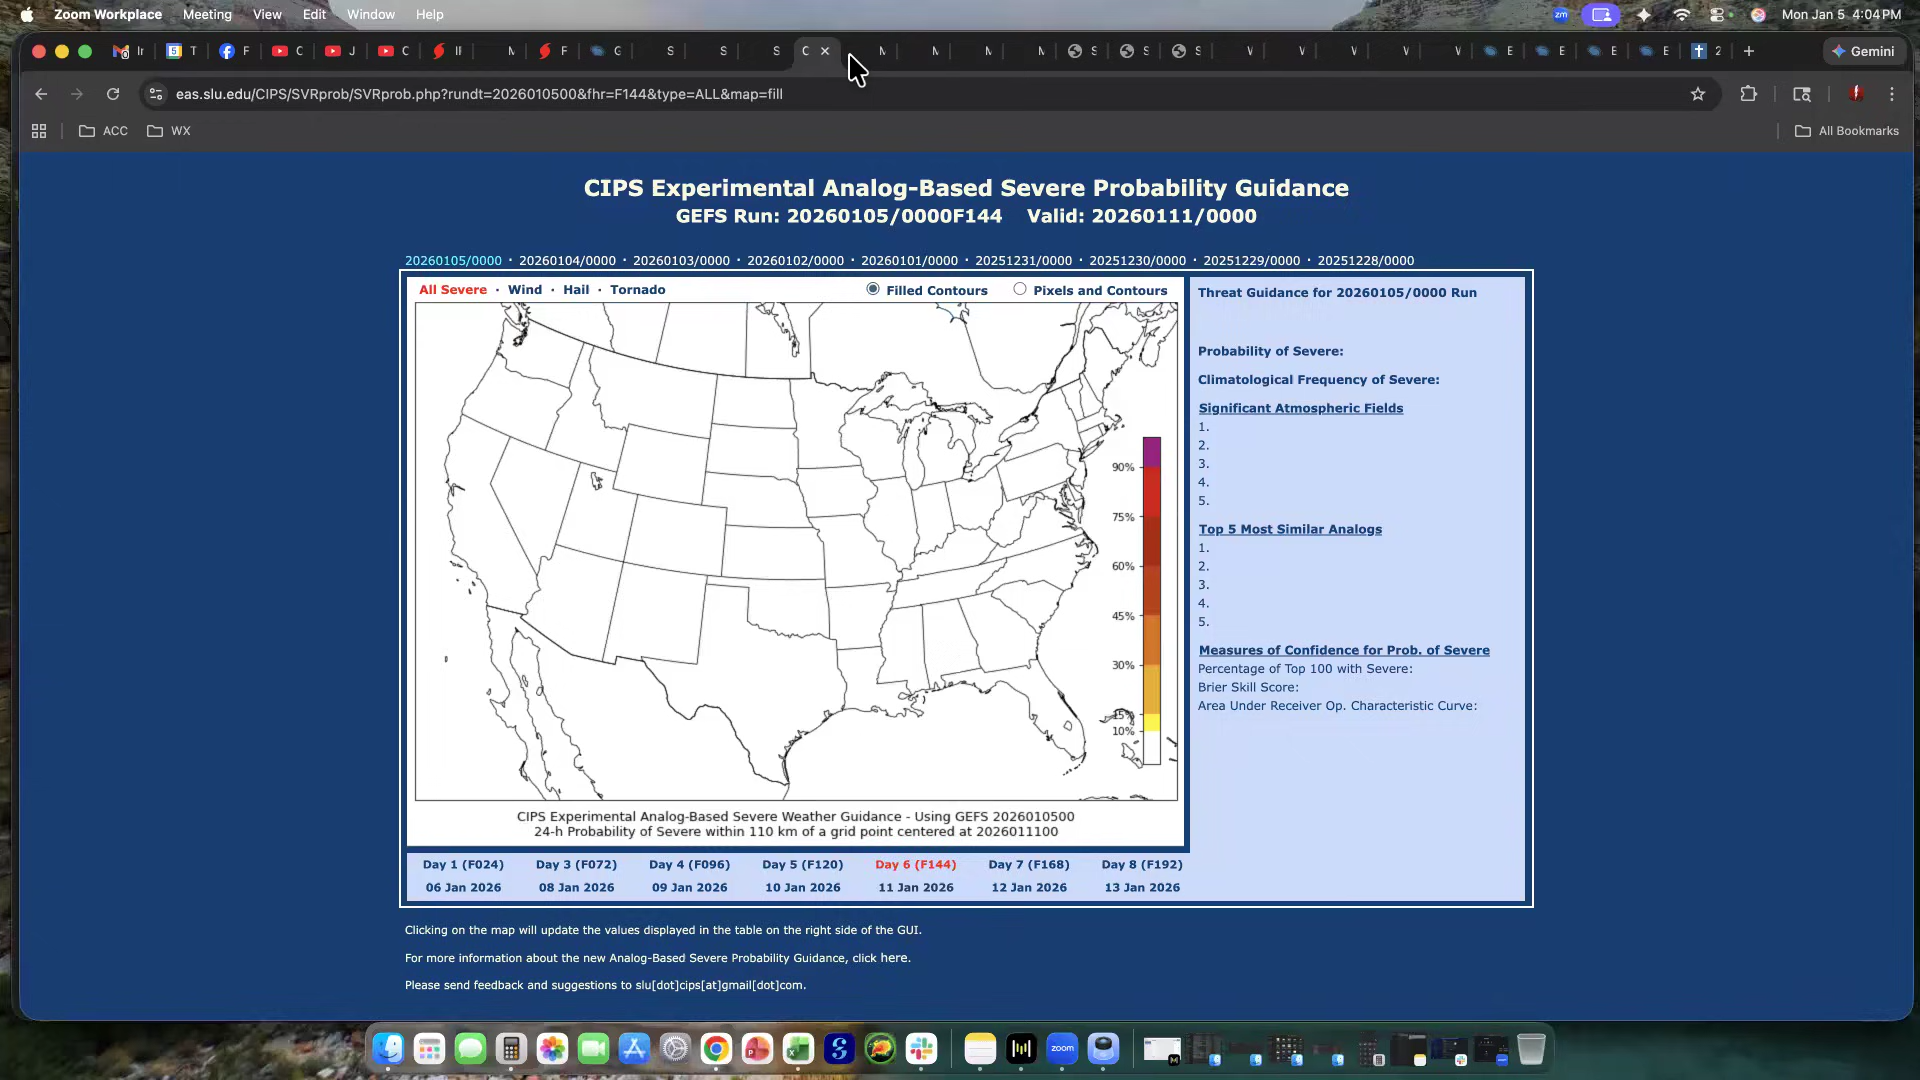 Zoom Workplace Meeting View Edit Window Help
zm Mon Jan 5 4:04 PM
Gemini
eas.slu.edu/CIPS/SVRprob/SVRprob.php?rundt=2026010500&fhr=F144&type=ALL&map=fill
ACC WX All Bookmarks
CIPS Experimental Analog-Based Severe Probability Guidance
GEFS Run: 20260105/0000F144 Valid: 20260111/0000
20260105/0000 · 20260104/0000 · 20260103/0000 · 20260102/0000 · 20260101/0000 · 20251231/0000 · 20251230/0000 · 20251229/0000 · 20251228/0000
All Severe · Wind · Hail · Tornado Filled Contours Pixels and Contours
90%
75%
60%
45%
30%
15%
10%
CIPS Experimental Analog-Based Severe Weather Guidance - Using GEFS 2026010500
24-h Probability of Severe within 110 km of a grid point centered at 2026011100
Day 1 (F024) Day 3 (F072) Day 4 (F096) Day 5 (F120) Day 6 (F144) Day 7 (F168) Day 8 (F192)
06 Jan 2026 08 Jan 2026 09 Jan 2026 10 Jan 2026 11 Jan 2026 12 Jan 2026 13 Jan 2026
Threat Guidance for 20260105/0000 Run
Probability of Severe:
Climatological Frequency of Severe:
Significant Atmospheric Fields
1.
2.
3.
4.
5.
Top 5 Most Similar Analogs
1.
2.
3.
4.
5.
Measures of Confidence for Prob. of Severe
Percentage of Top 100 with Severe:
Brier Skill Score:
Area Under Receiver Op. Characteristic Curve:
Clicking on the map will update the values displayed in the table on the right side of the GUI.
For more information about the new Analog-Based Severe Probability Guidance, click here.
Please send feedback and suggestions to slu[dot]cips[at]gmail[dot]com.
zoom